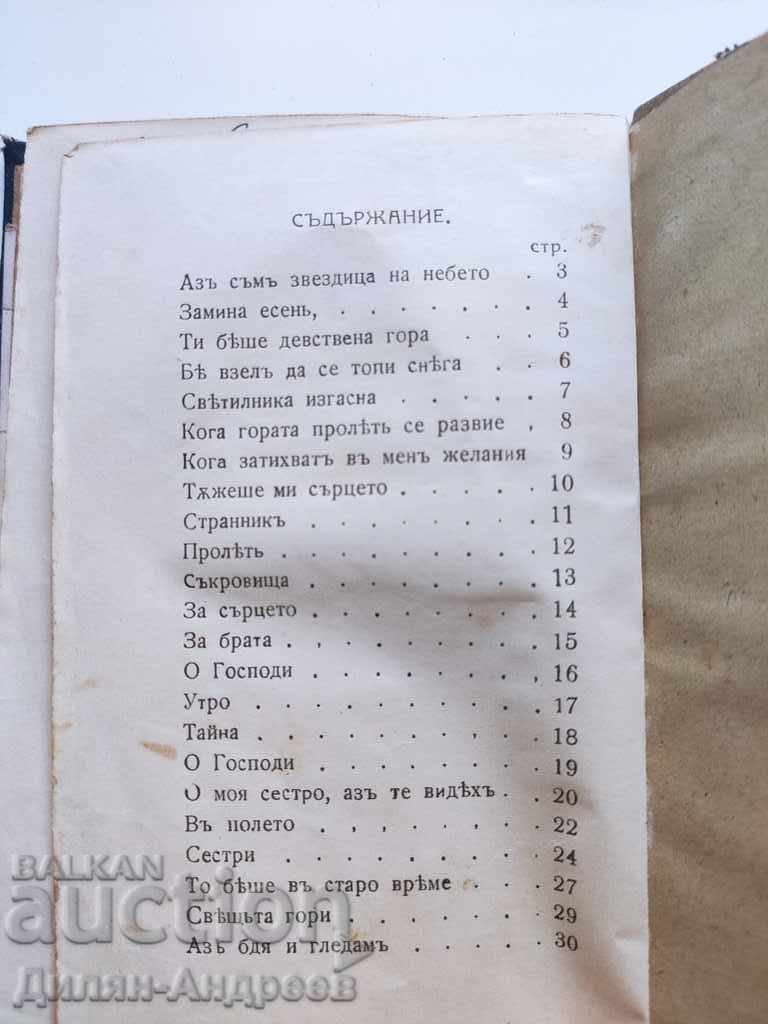 СЪДЪРЖАНИЕ.
стр.
Азъ съмъ звездица на небето . 3
Замина есень, . . . . . . . 4
Ти бѣше девствена гора . . . 5
Бѣ взелъ да се топи снѣга . . 6
Свѣтилника изгасна . . . . . 7
Кога гората пролѣть се развие , 8
Кога затихватъ въ менъ желания 9
Тѫжеше ми сърцето . . . . . 10
Странникъ . . . . . . . . 11
Пролѣть . . . . . . . . . 12
Съкровища . . . . . . . . 13
За сърцето . . . . . . . . 14
За брата . . . . . . . . . 15
О Господи . . . . . . . , 16
Утро . . . . . . . . . . 17
Тайна . . . . . . . . . . 18
О Господи . . . . . . . . 19
О моя сестро, азъ те видѣхъ . . 20
Въ полето . . . . . . . . 22
Сестри . . . . . . . . . 24
То бѣше въ старо врѣме . . . 27
Свѣщьта гори . . . . . . . 29
Азъ бдя и гледамъ . . . . . 30
BALKAN
auction
Дилян-Андреев